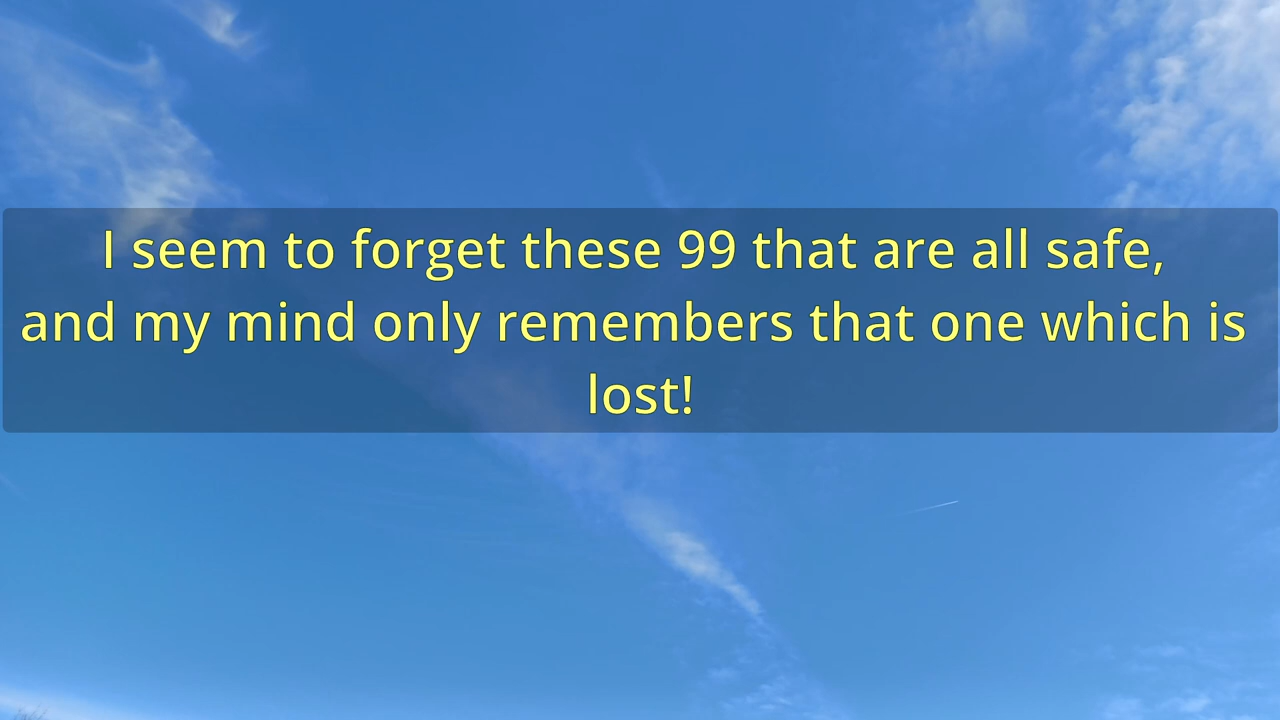 I seem to forget these 99 that are all safe,
and my mind only remembers that one which is
lost!